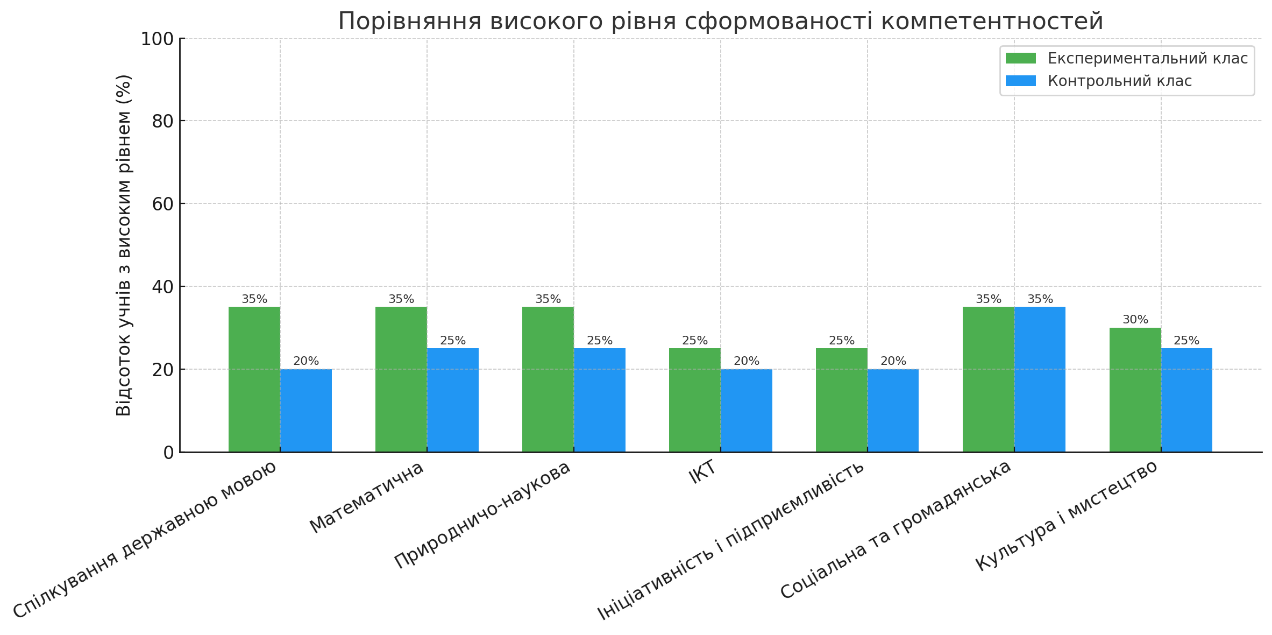 Порівняння високого рівня сформованості компетентностей
Відсоток учнів з високим рівнем (%)
100
80
60
40
20
0
Експериментальний клас
Контрольний клас
35%
20%
35%
25%
35%
25%
25%
20%
25%
20%
35%
35%
30%
25%
Спілкування державною мовою
Математична
Природничо-наукова
ІКТ
Ініціативність і підприємливість
Соціальна та громадянська
Культура і мистецтво